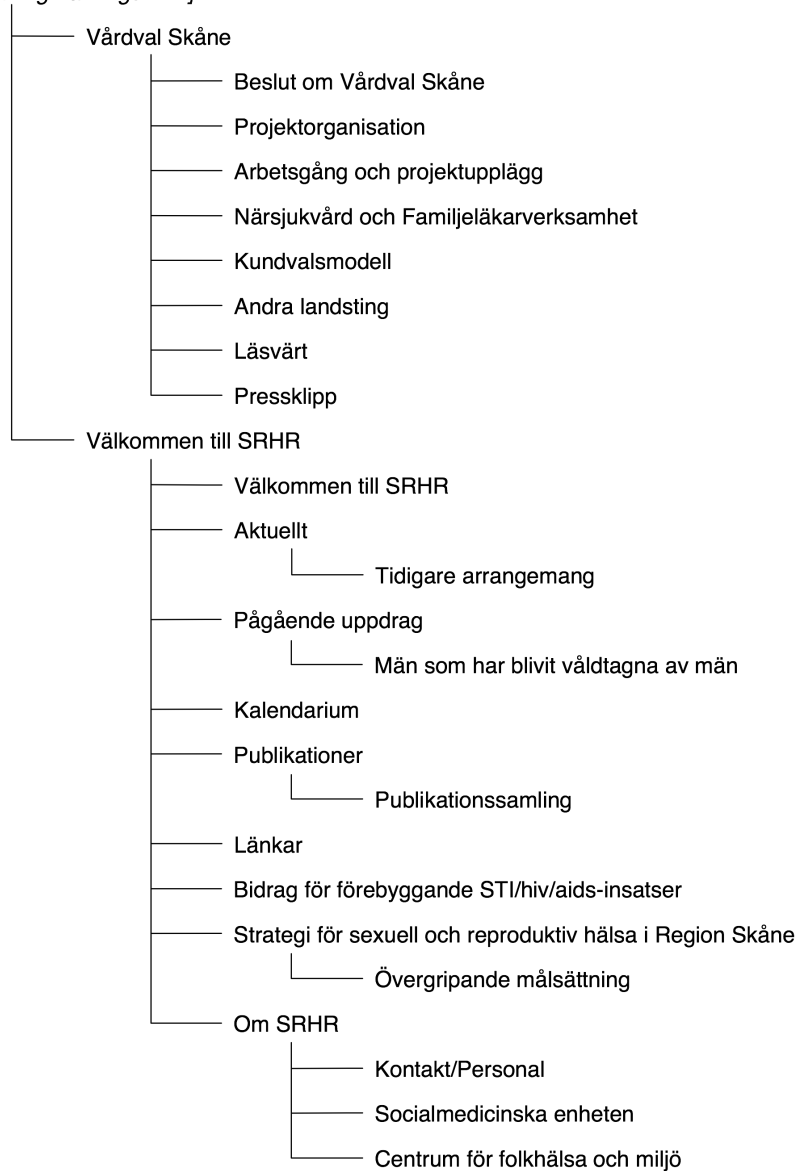 Vårdval Skåne
Beslut om Vårdval Skåne
Projektorganisation
Arbetsgång och projektupplägg
Närsjukvård och Familjeläkarverksamhet
Kundvalsmodell
Andra landsting
Läsvärt
Pressklipp
Välkommen till SRHR
Välkommen till SRHR
Aktuellt
Tidigare arrangemang
Pågående uppdrag
Män som har blivit våldtagna av män
Kalendarium
Publikationer
Publikationssamling
Länkar
Bidrag för förebyggande STI/hiv/aids-insatser
Strategi för sexuell och reproduktiv hälsa i Region Skåne
Övergripande målsättning
Om SRHR
Kontakt/Personal
Socialmedicinska enheten
Centrum för folkhälsa och miljö